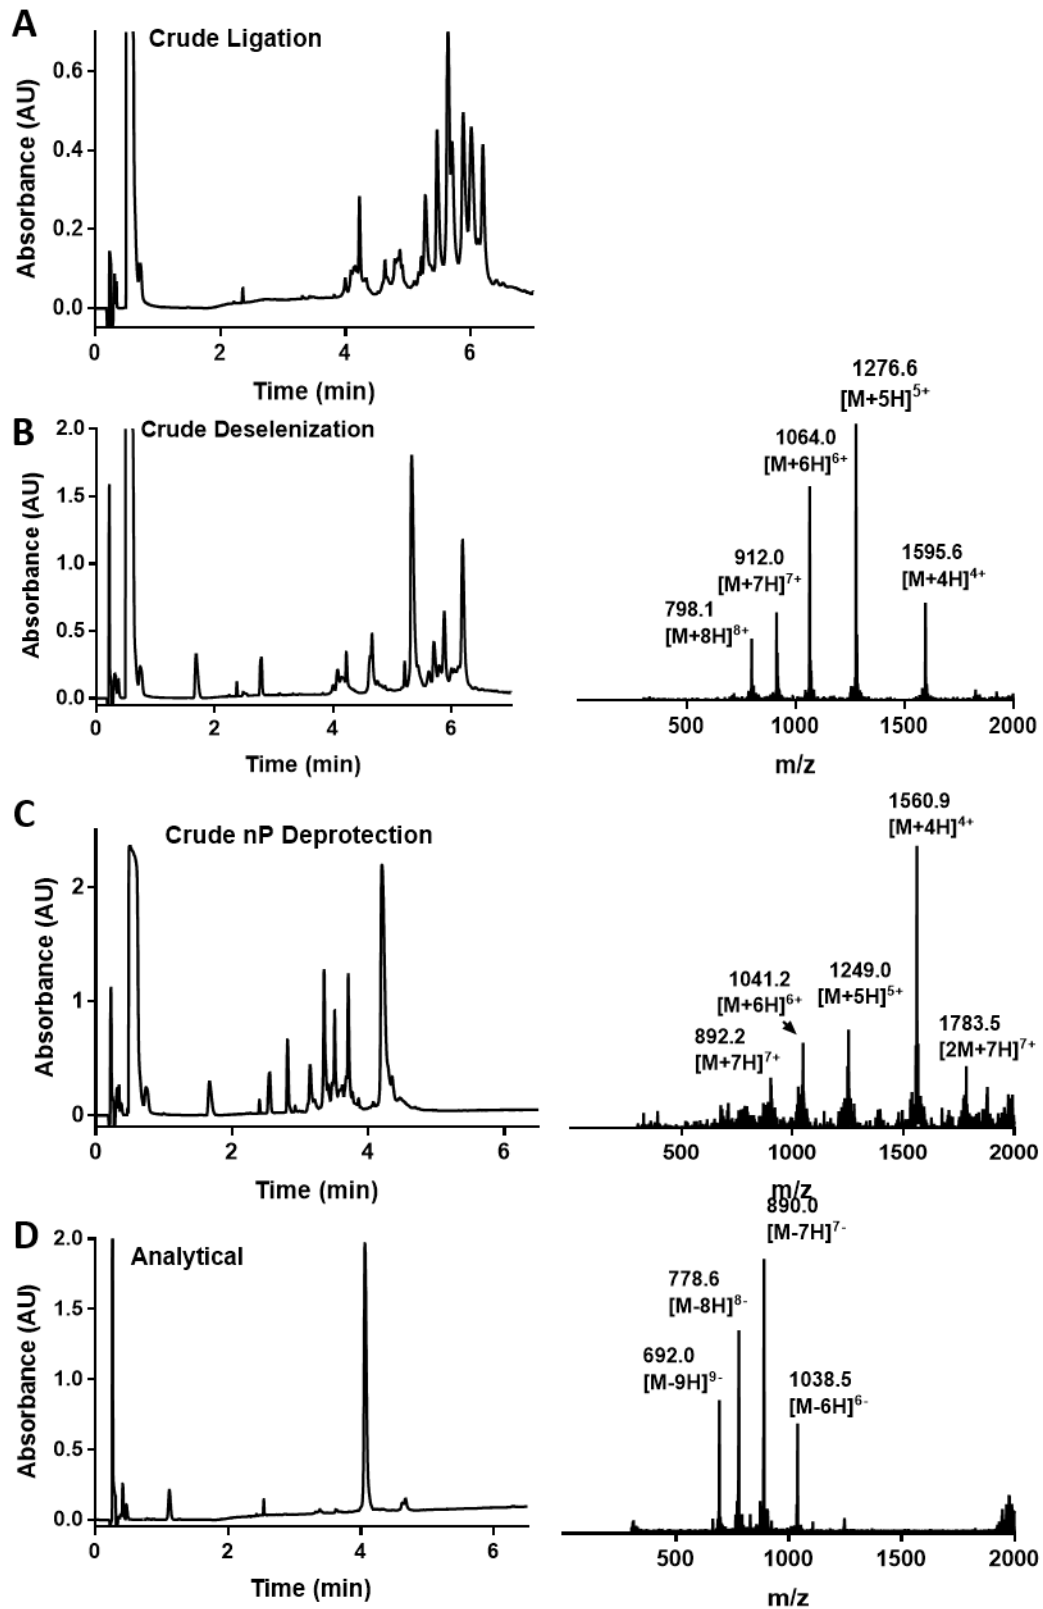 A
Crude Ligation
Absorbance (AU)
0.6
0.4
0.2
0.0
0 2 4 6
Time (min)
B
Crude Deselenization
Absorbance (AU)
2.0
1.5
1.0
0.5
0.0
0 2 4 6
Time (min)
1276.6
[M+5H]5+
1064.0
[M+6H]6+
912.0
[M+7H]7+
1595.6
[M+4H]4+
798.1
[M+8H]8+
500 1000 1500 2000
m/z
C
Crude nP Deprotection
Absorbance (AU)
2
1
0
0 2 4 6
Time (min)
1560.9
[M+4H]4+
1041.2
[M+6H]6+
1249.0
[M+5H]5+
892.2
[M+7H]7+
1783.5
[2M+7H]7+
500 1000 1500 2000
m/z
D
Analytical
Absorbance (AU)
2.0
1.5
1.0
0.5
0.0
0 2 4 6
Time (min)
890.0
[M-7H]7-
778.6
[M-8H]8-
692.0
[M-9H]9-
1038.5
[M-6H]6-
500 1000 1500 2000
m/z